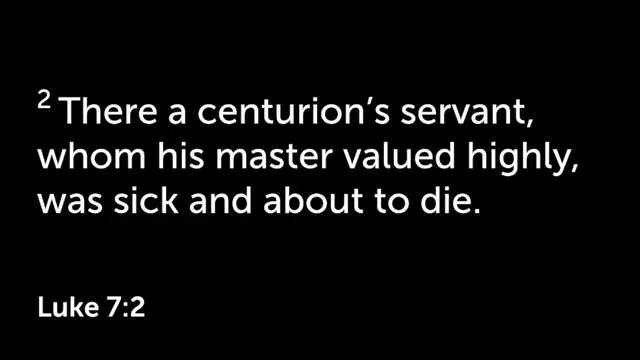 ² There a centurion’s servant,
whom his master valued highly,
was sick and about to die.
Luke 7:2